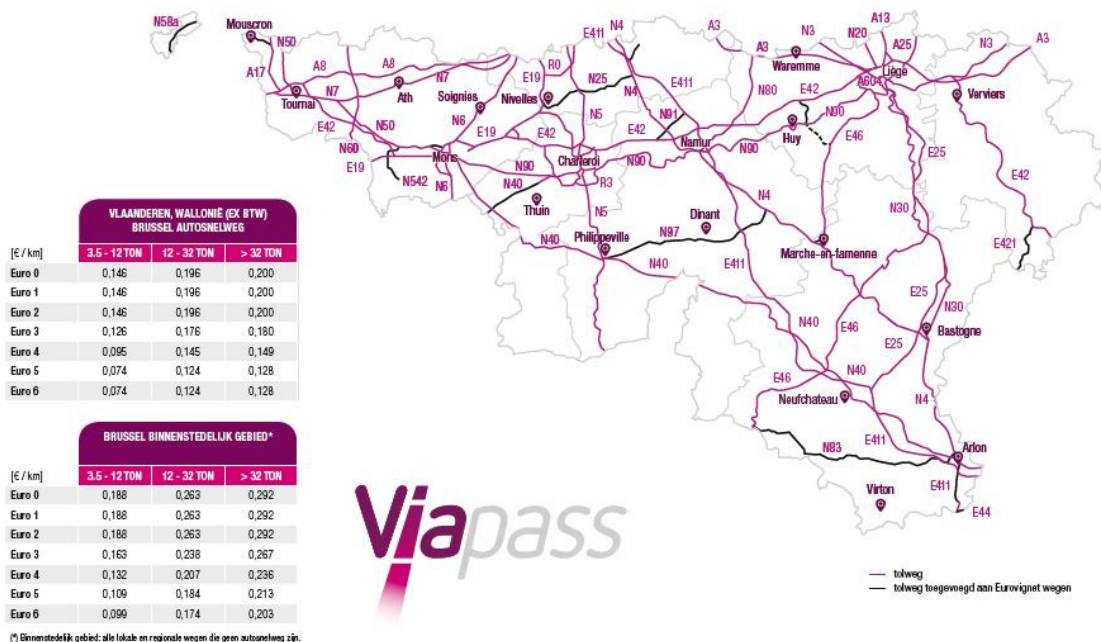 N58a
Mouscron
N50
A17
A8
A8
N7
N7
Tournai
Ath
Soignies
E42
N50
N60
E19
Mons
N542
N6
N6
E19
E19
Nivelles
R0
E411
N4
N25
N5
N4
E411
E42
E42
N91
N90
Charleroi
N90
Namur
R3
N40
Thuin
N5
Philippeville
N40
N97
Dinant
N40
A3
A3
N3
Waremme
N20
A13
A25
N3
A3
Liège
A604
N80
E42
N90
Huy
N90
E46
Verviers
E25
E42
N30
E421
N4
Marche-en-famenne
E411
N40
E46
E25
N30
Bastogne
E25
E46
N40
Neufchateau
N4
N83
E411
Arlon
E411
Virton
E44
VLAANDEREN, WALLONIË (EX BTW)
BRUSSEL AUTOSNELWEG
[€ / km] 3.5 - 12 TON 12 - 32 TON > 32 TON
Euro 0 0,146 0,196 0,200
Euro 1 0,146 0,196 0,200
Euro 2 0,146 0,196 0,200
Euro 3 0,126 0,176 0,180
Euro 4 0,095 0,145 0,149
Euro 5 0,074 0,124 0,128
Euro 6 0,074 0,124 0,128
BRUSSEL BINNENSTEDELIJK GEBIED*
[€ / km] 3.5 - 12 TON 12 - 32 TON > 32 TON
Euro 0 0,188 0,263 0,292
Euro 1 0,188 0,263 0,292
Euro 2 0,188 0,263 0,292
Euro 3 0,163 0,238 0,267
Euro 4 0,132 0,207 0,236
Euro 5 0,109 0,184 0,213
Euro 6 0,099 0,174 0,203
(*) Binnenstedelijk gebied: alle lokale en regionale wegen die geen autosnelweg zijn.
Viapass
tolweg
tolweg toegevoegd aan Eurovignet wegen